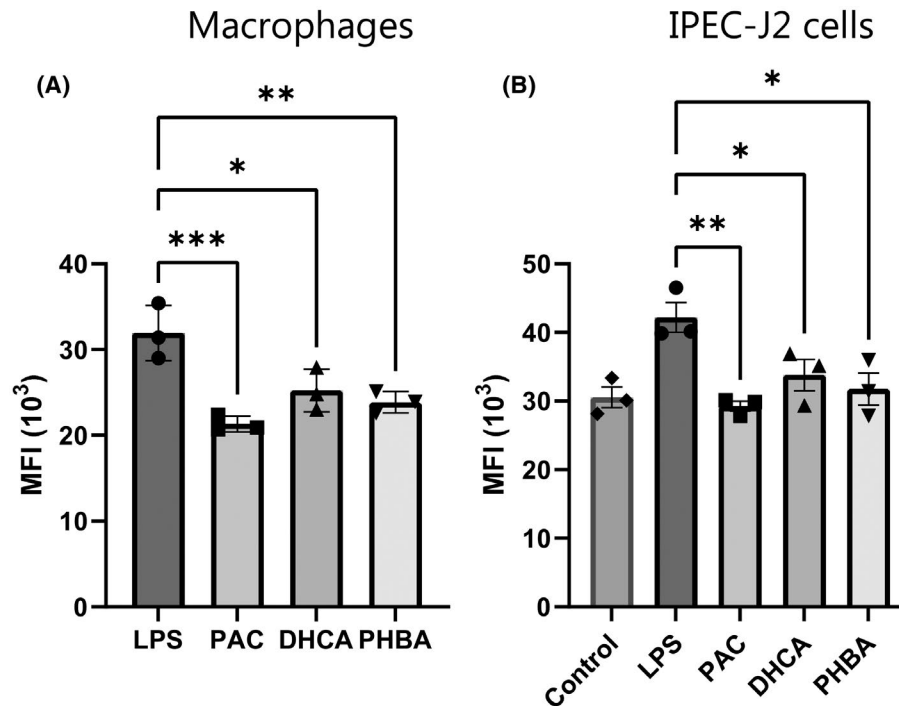 Macrophages
(A)
**
*
***
MFI (10³)
40
30
20
10
0
LPS PAC DHCA PHBA
IPEC-J2 cells
(B)
*
*
**
MFI (10³)
50
40
30
20
10
0
Control LPS PAC DHCA PHBA